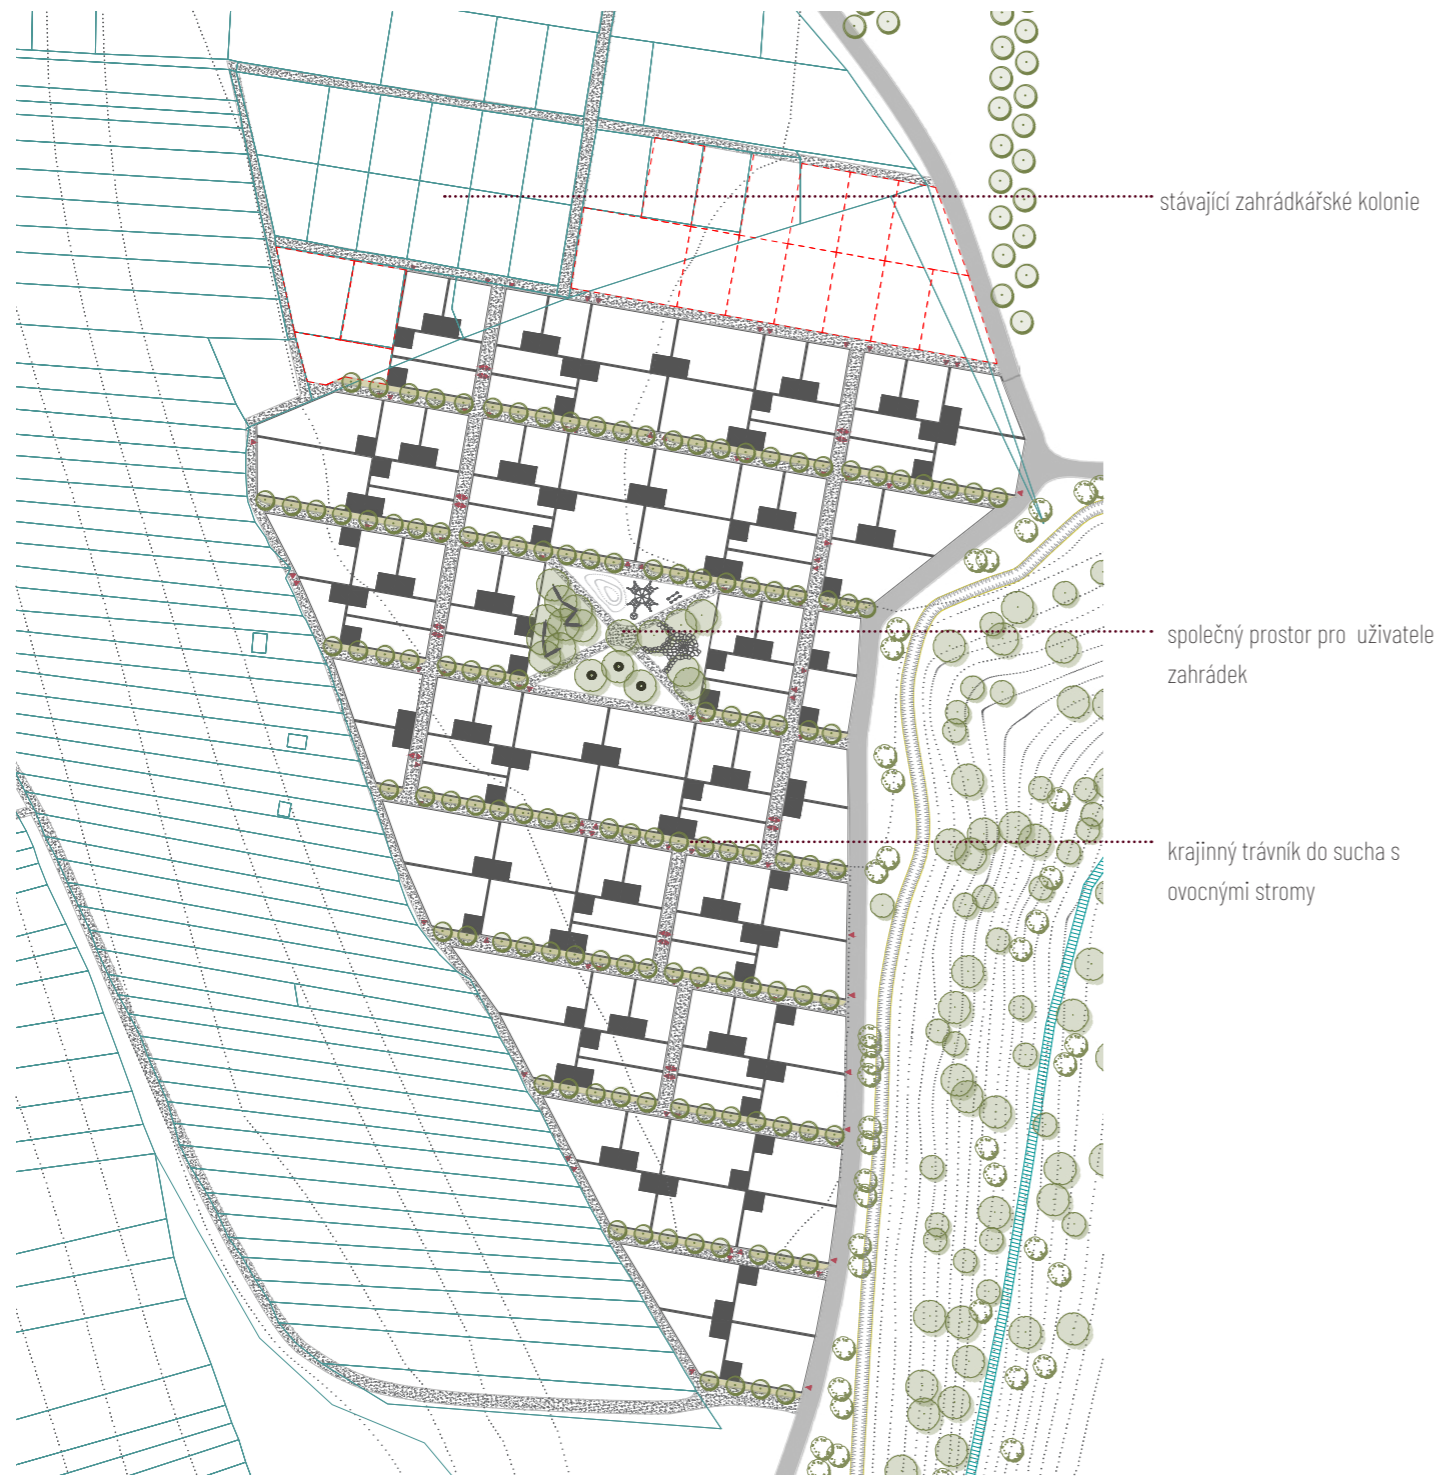 stávající zahrádkářské kolonie
společný prostor pro uživatele
zahrádek
krajinný trávník do sucha s
ovocnými stromy